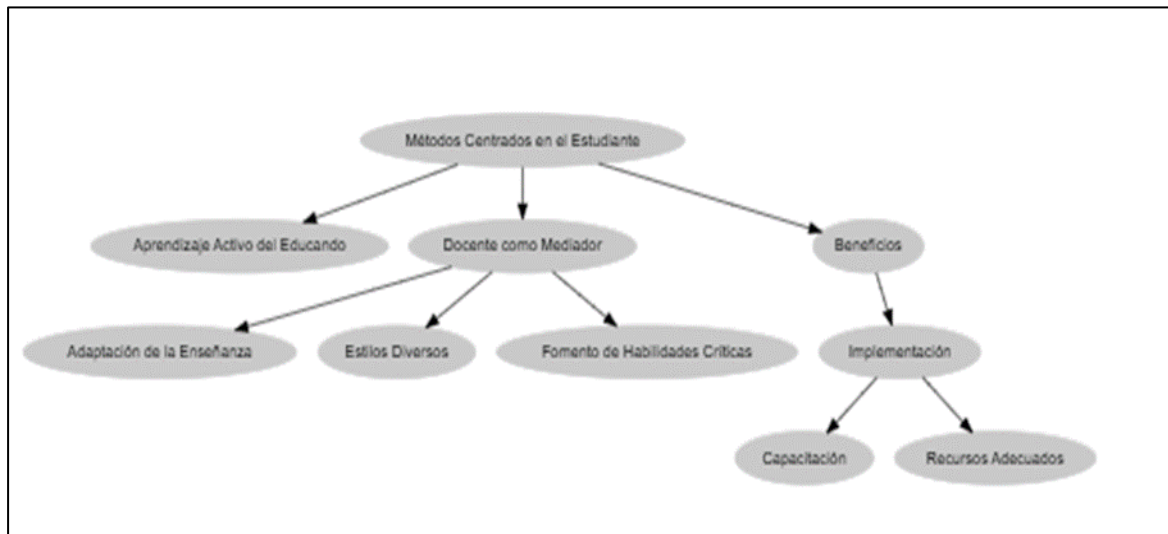 Métodos Centrados en el Estudiante
Aprendizaje Activo del Educando
Docente como Mediador
Beneficios
Adaptación de la Enseñanza
Estilos Diversos
Fomento de Habilidades Críticas
Implementación
Capacitación
Recursos Adecuados